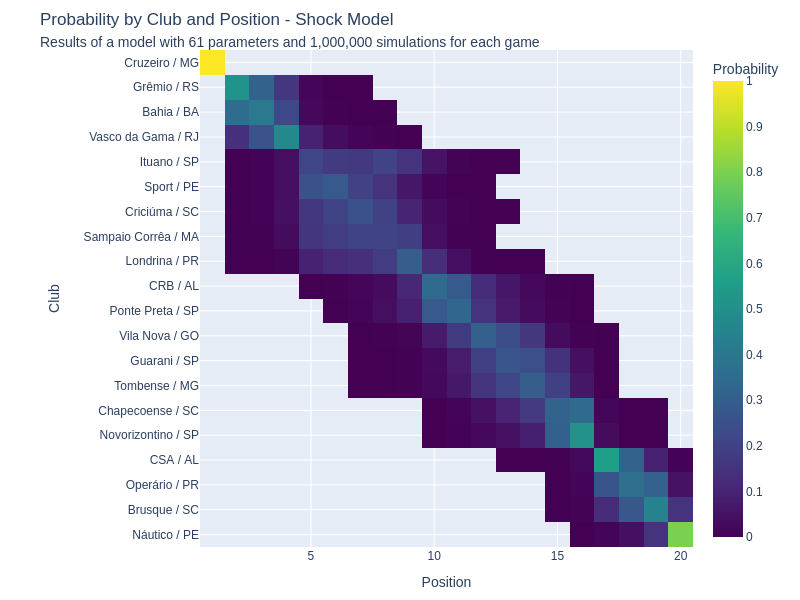 Probability by Club and Position - Shock Model
Results of a model with 61 parameters and 1,000,000 simulations for each game
Probability
Cruzeiro / MG
Grêmio / RS
Bahia / BA
Vasco da Gama / RJ
Ituano / SP
Sport / PE
Criciúma / SC
Sampaio Corrêa / MA
Londrina / PR
CRB / AL
Ponte Preta / SP
Vila Nova / GO
Guarani / SP
Tombense / MG
Chapecoense / SC
Novorizontino / SP
CSA / AL
Operário / PR
Brusque / SC
Náutico / PE
Club
5
10
15
20
Position
1
0.9
0.8
0.7
0.6
0.5
0.4
0.3
0.2
0.1
0